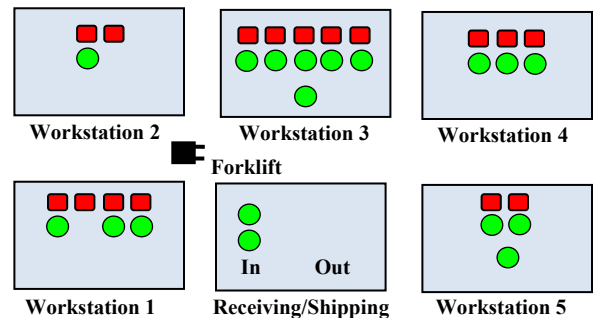 Workstation 2
Workstation 3
Workstation 4
Forklift
In
Out
Workstation 1
Receiving/Shipping
Workstation 5